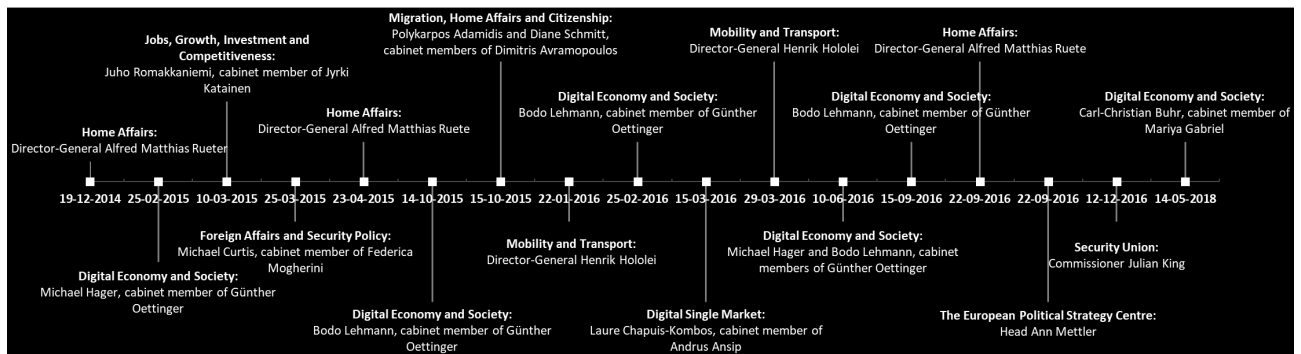 Home Affairs:
Director-General Alfred Matthias Rueter
Jobs, Growth, Investment and
Competitiveness:
Juho Romakkaniemi, cabinet member of Jyrki
Katainen
Home Affairs:
Director-General Alfred Matthias Ruete
Migration, Home Affairs and Citizenship:
Polykarpos Adamidis and Diane Schmitt,
cabinet members of Dimitris Avramopoulos
Digital Economy and Society:
Bodo Lehmann, cabinet member of Günther
Oettinger
Mobility and Transport:
Director-General Henrik Hololei
Digital Economy and Society:
Bodo Lehmann, cabinet member of Günther
Oettinger
Home Affairs:
Director-General Alfred Matthias Ruete
Digital Economy and Society:
Carl-Christian Buhr, cabinet member of
Mariya Gabriel
19-12-2014 25-02-2015 10-03-2015 25-03-2015 23-04-2015 14-10-2015 15-10-2015 22-01-2016 25-02-2016 15-03-2016 29-03-2016 10-06-2016 15-09-2016 22-09-2016 22-09-2016 12-12-2016 14-05-2018
Digital Economy and Society:
Michael Hager, cabinet member of Günther
Oettinger
Foreign Affairs and Security Policy:
Michael Curtis, cabinet member of Federica
Mogherini
Digital Economy and Society:
Bodo Lehmann, cabinet member of Günther
Oettinger
Mobility and Transport:
Director-General Henrik Hololei
Digital Single Market:
Laure Chapuis-Kombos, cabinet member of
Andrus Ansip
Digital Economy and Society:
Michael Hager and Bodo Lehmann, cabinet
members of Günther Oettinger
The European Political Strategy Centre:
Head Ann Mettler
Security Union:
Commissioner Julian King